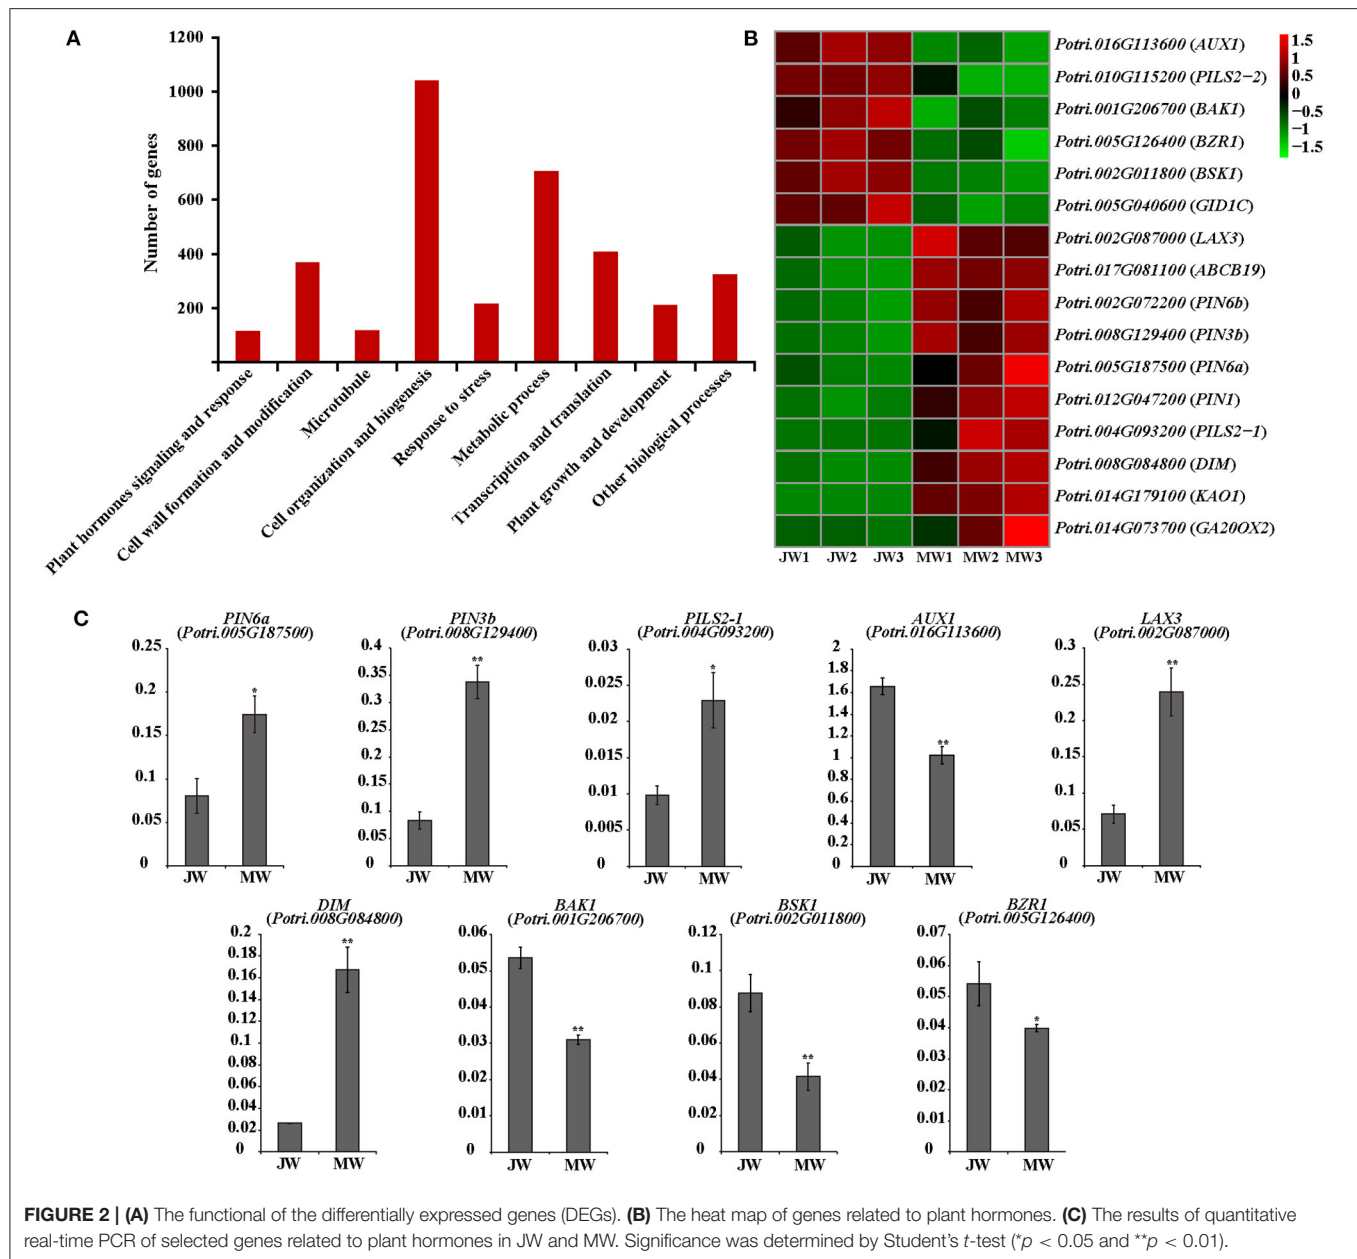 A
1200
1000
800
600
400
200
Number of genes
Plant hormones signaling and response
Cell wall formation and modification
Microtubule
Cell organization and biogenesis
Response to stress
Metabolic process
Transcription and translation
Plant growth and development
Other biological processes
B
Potri.016G113600 (AUX1)
Potri.010G115200 (PILS2-2)
Potri.001G206700 (BAK1)
Potri.005G126400 (BZR1)
Potri.002G011800 (BSK1)
Potri.005G040600 (GID1C)
Potri.002G087000 (LAX3)
Potri.017G081100 (ABCB19)
Potri.002G072200 (PIN6b)
Potri.008G129400 (PIN3b)
Potri.005G187500 (PIN6a)
Potri.012G047200 (PIN1)
Potri.004G093200 (PILS2-1)
Potri.008G084800 (DIM)
Potri.014G179100 (KAO1)
Potri.014G073700 (GA20OX2)
JW1 JW2 JW3 MW1 MW2 MW3
1.5
1
0.5
0
-0.5
-1
-1.5
C
PIN6a
(Potri.005G187500)
0.25
0.2
0.15
0.1
0.05
0
*
JW MW
PIN3b
(Potri.008G129400)
0.4
0.35
0.3
0.25
0.2
0.15
0.1
0.05
0
**
JW MW
PILS2-1
(Potri.004G093200)
0.03
0.025
0.02
0.015
0.01
0.005
0
*
JW MW
AUX1
(Potri.016G113600)
2
1.8
1.6
1.4
1.2
1
0.8
0.6
0.4
0.2
0
**
JW MW
LAX3
(Potri.002G087000)
0.3
0.25
0.2
0.15
0.1
0.05
0
**
JW MW
DIM
(Potri.008G084800)
0.2
0.18
0.16
0.14
0.12
0.1
0.08
0.06
0.04
0.02
0
**
JW MW
BAK1
(Potri.001G206700)
0.06
0.05
0.04
0.03
0.02
0.01
0
**
JW MW
BSK1
(Potri.002G011800)
0.12
0.1
0.08
0.06
0.04
0.02
0
**
JW MW
BZR1
(Potri.005G126400)
0.07
0.06
0.05
0.04
0.03
0.02
0.01
0
*
JW MW
FIGURE 2 | (A) The functional of the differentially expressed genes (DEGs). (B) The heat map of genes related to plant hormones. (C) The results of quantitative
real-time PCR of selected genes related to plant hormones in JW and MW. Significance was determined by Student's t-test (*p < 0.05 and **p < 0.01).